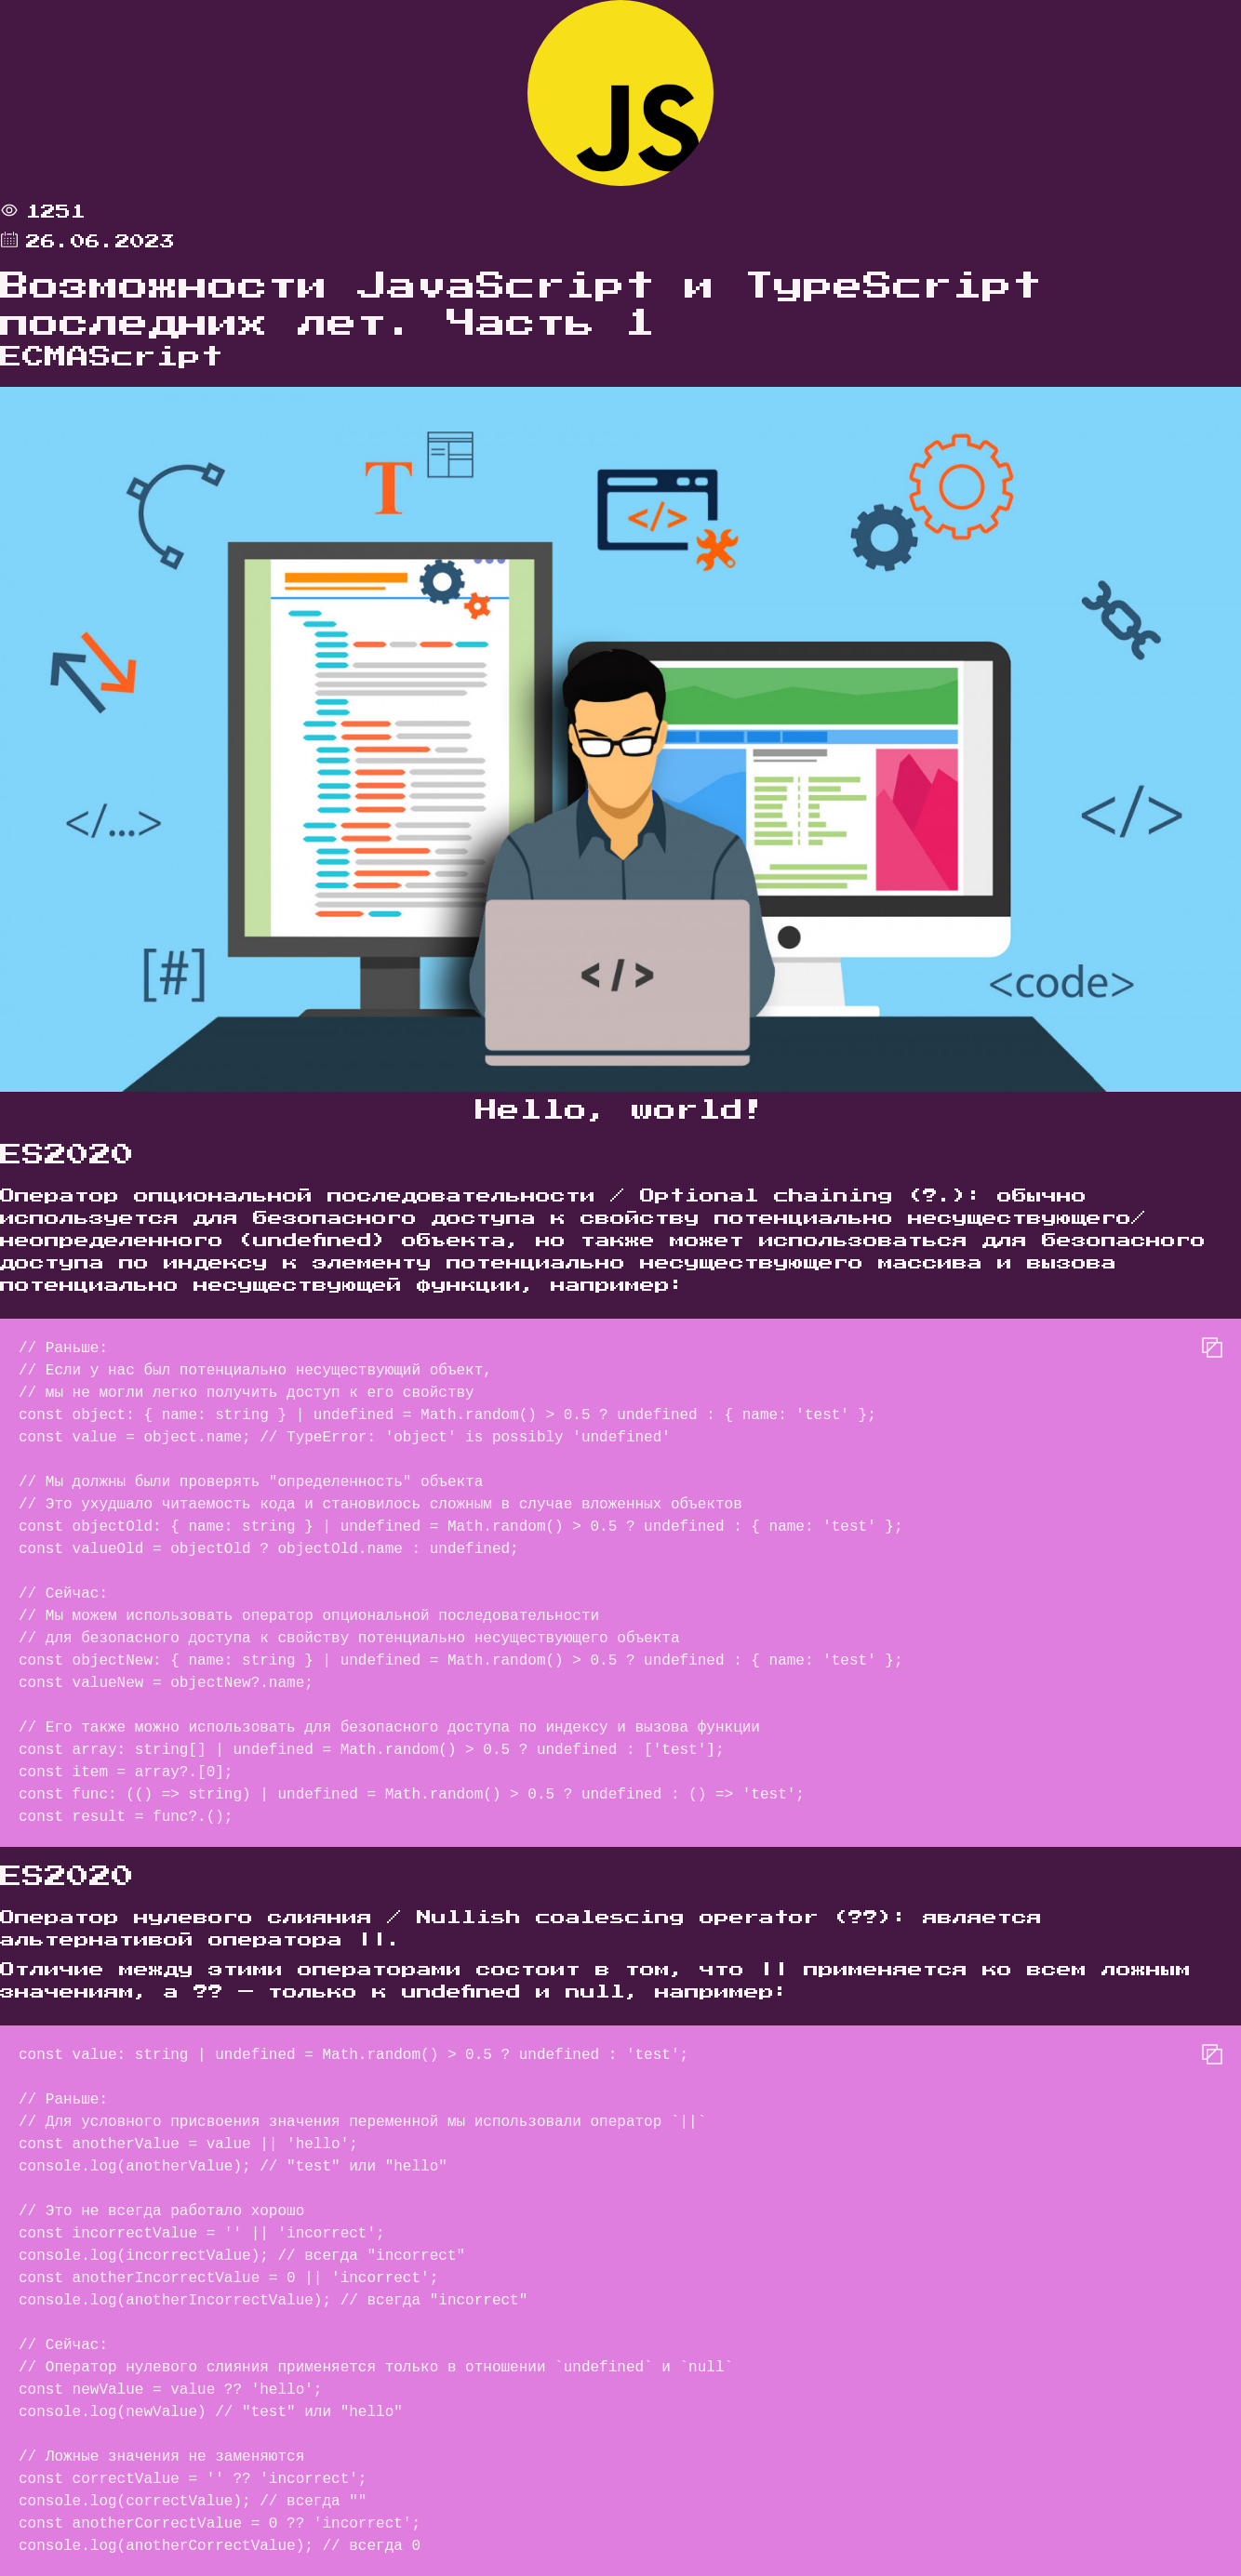 JS
1251
26.06.2023
Возможности JavaScript и TypeScript
последних лет. Часть 1
ECMAScript
T
</>
</...>
</>
[#]
</>
<code>
Hello, world!
ES2020
Оператор опциональной последовательности / Optional chaining (?.): обычно
используется для безопасного доступа к свойству потенциально несуществующего/
неопределенного (undefined) объекта, но также может использоваться для безопасного
доступа по индексу к элементу потенциально несуществующего массива и вызова
потенциально несуществующей функции, например:
// Раньше:
// Если у нас был потенциально несуществующий объект,
// мы не могли легко получить доступ к его свойству
const object: { name: string } | undefined = Math.random() > 0.5 ? undefined : { name: 'test' };
const value = object.name; // TypeError: 'object' is possibly 'undefined'
// Мы должны были проверять "определенность" объекта
// Это ухудшало читаемость кода и становилось сложным в случае вложенных объектов
const objectOld: { name: string } | undefined = Math.random() > 0.5 ? undefined : { name: 'test' };
const valueOld = objectOld ? objectOld.name : undefined;
// Сейчас:
// Мы можем использовать оператор опциональной последовательности
// для безопасного доступа к свойству потенциально несуществующего объекта
const objectNew: { name: string } | undefined = Math.random() > 0.5 ? undefined : { name: 'test' };
const valueNew = objectNew?.name;
// Его также можно использовать для безопасного доступа по индексу и вызова функции
const array: string[] | undefined = Math.random() > 0.5 ? undefined : ['test'];
const item = array?.[0];
const func: (() => string) | undefined = Math.random() > 0.5 ? undefined : () => 'test';
const result = func?.();
ES2020
Оператор нулевого слияния / Nullish coalescing operator (??): является
альтернативой оператора ||.
Отличие между этими операторами состоит в том, что || применяется ко всем ложным
значениям, а ?? — только к undefined и null, например:
const value: string | undefined = Math.random() > 0.5 ? undefined : 'test';
// Раньше:
// Для условного присвоения значения переменной мы использовали оператор `||`
const anotherValue = value || 'hello';
console.log(anotherValue); // "test" или "hello"
// Это не всегда работало хорошо
const incorrectValue = '' || 'incorrect';
console.log(incorrectValue); // всегда "incorrect"
const anotherIncorrectValue = 0 || 'incorrect';
console.log(anotherIncorrectValue); // всегда "incorrect"
// Сейчас:
// Оператор нулевого слияния применяется только в отношении `undefined` и `null`
const newValue = value ?? 'hello';
console.log(newValue) // "test" или "hello"
// Ложные значения не заменяются
const correctValue = '' ?? 'incorrect';
console.log(correctValue); // всегда ""
const anotherCorrectValue = 0 ?? 'incorrect';
console.log(anotherCorrectValue); // всегда 0